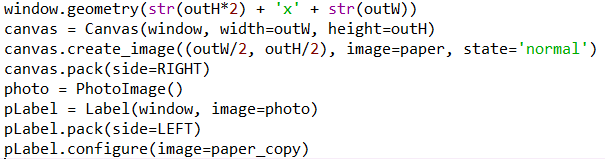 window.geometry(str(outH*2) + 'x' + str(outW))
canvas = Canvas(window, width=outW, height=outH)
canvas.create_image((outW/2, outH/2), image=paper, state='normal')
canvas.pack(side=RIGHT)
photo = PhotoImage()
pLabel = Label(window, image=photo)
pLabel.pack(side=LEFT)
pLabel.configure(image=paper_copy)